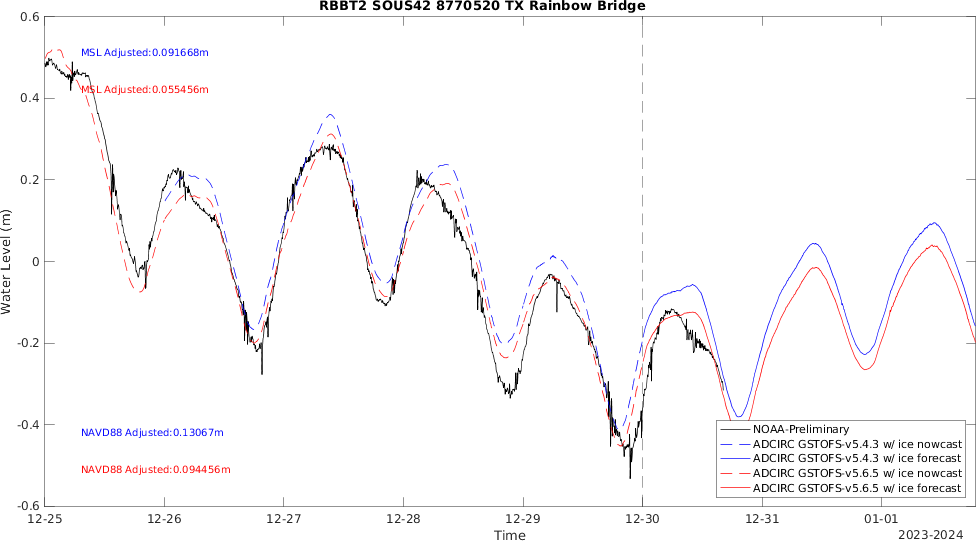 RBBT2 SOUS42 8770520 TX Rainbow Bridge
0.6
0.4
0.2
0
-0.2
-0.4
-0.6
Water Level (m)
MSL Adjusted:0.091668m
MSL Adjusted:0.055456m
NAVD88 Adjusted:0.13067m
NAVD88 Adjusted:0.094456m
NOAA-Preliminary
ADCIRC GSTOFS-v5.4.3 w/ ice nowcast
ADCIRC GSTOFS-v5.4.3 w/ ice forecast
ADCIRC GSTOFS-v5.6.5 w/ ice nowcast
ADCIRC GSTOFS-v5.6.5 w/ ice forecast
12-25 12-26 12-27 12-28 12-29 12-30 12-31 01-01
Time
2023-2024